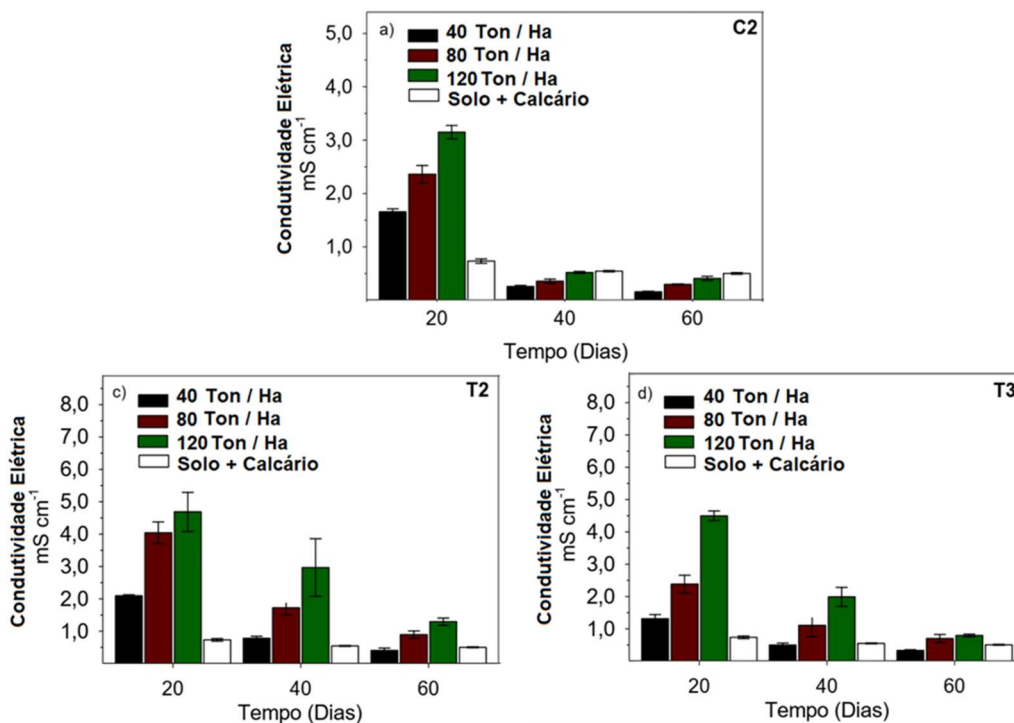 a)
C2
40 Ton / Ha
80 Ton / Ha
120 Ton / Ha
Solo + Calcário
Condutividade Elétrica
mS cm⁻¹
5,0
4,0
3,0
2,0
1,0
20 40 60
Tempo (Dias)
c)
T2
40 Ton / Ha
80 Ton / Ha
120 Ton / Ha
Solo + Calcário
Condutividade Elétrica
mS cm⁻¹
8,0
7,0
6,0
5,0
4,0
3,0
2,0
1,0
20 40 60
Tempo (Dias)
d)
T3
40 Ton / Ha
80 Ton / Ha
120 Ton / Ha
Solo + Calcário
Condutividade Elétrica
mS cm⁻¹
8,0
7,0
6,0
5,0
4,0
3,0
2,0
1,0
20 40 60
Tempo (Dias)